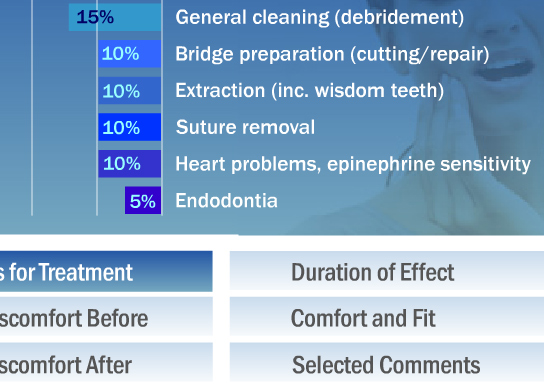 15% General cleaning (debridement)
10% Bridge preparation (cutting/repair)
10% Extraction (inc. wisdom teeth)
10% Suture removal
10% Heart problems, epinephrine sensitivity
5% Endodontia
s for Treatment Duration of Effect
scomfort Before Comfort and Fit
scomfort After Selected Comments